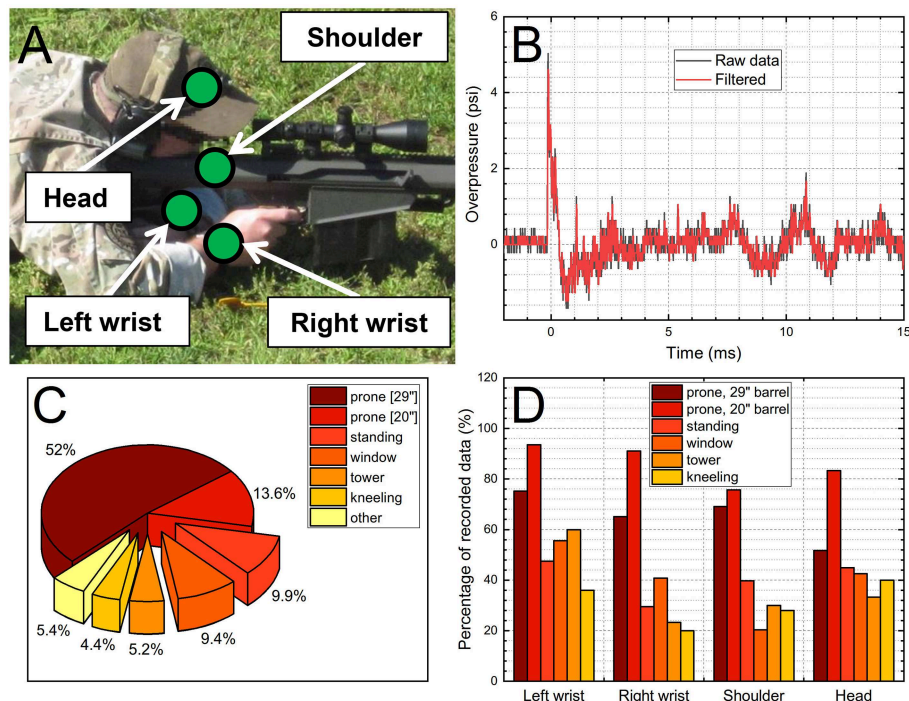 A
Shoulder
Head
Left wrist
Right wrist
B
Raw data
Filtered
Overpressure (psi)
6
4
2
0
0
5
10
15
Time (ms)
C
prone [29"]
prone [20"]
standing
window
tower
kneeling
other
52%
13.6%
9.9%
9.4%
5.2%
4.4%
5.4%
D
prone, 29" barrel
prone, 20" barrel
standing
window
tower
kneeling
Percentage of recorded data (%)
120
100
80
60
40
20
0
Left wrist
Right wrist
Shoulder
Head